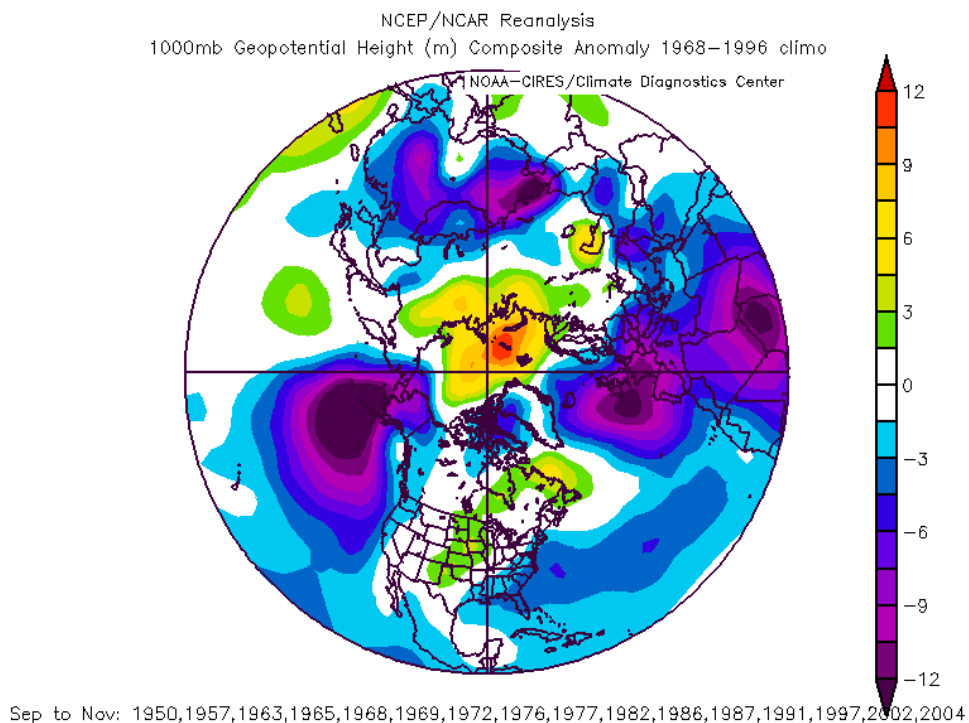 NCEP/NCAR Reanalysis
1000mb Geopotential Height (m) Composite Anomaly 1968-1996 climo
NOAA-CIRES/Climate Diagnostics Center
12
9
6
3
0
-3
-6
-9
-12
Sep to Nov: 1950,1957,1963,1965,1968,1969,1972,1976,1977,1982,1986,1987,1991,1997,2002,2004